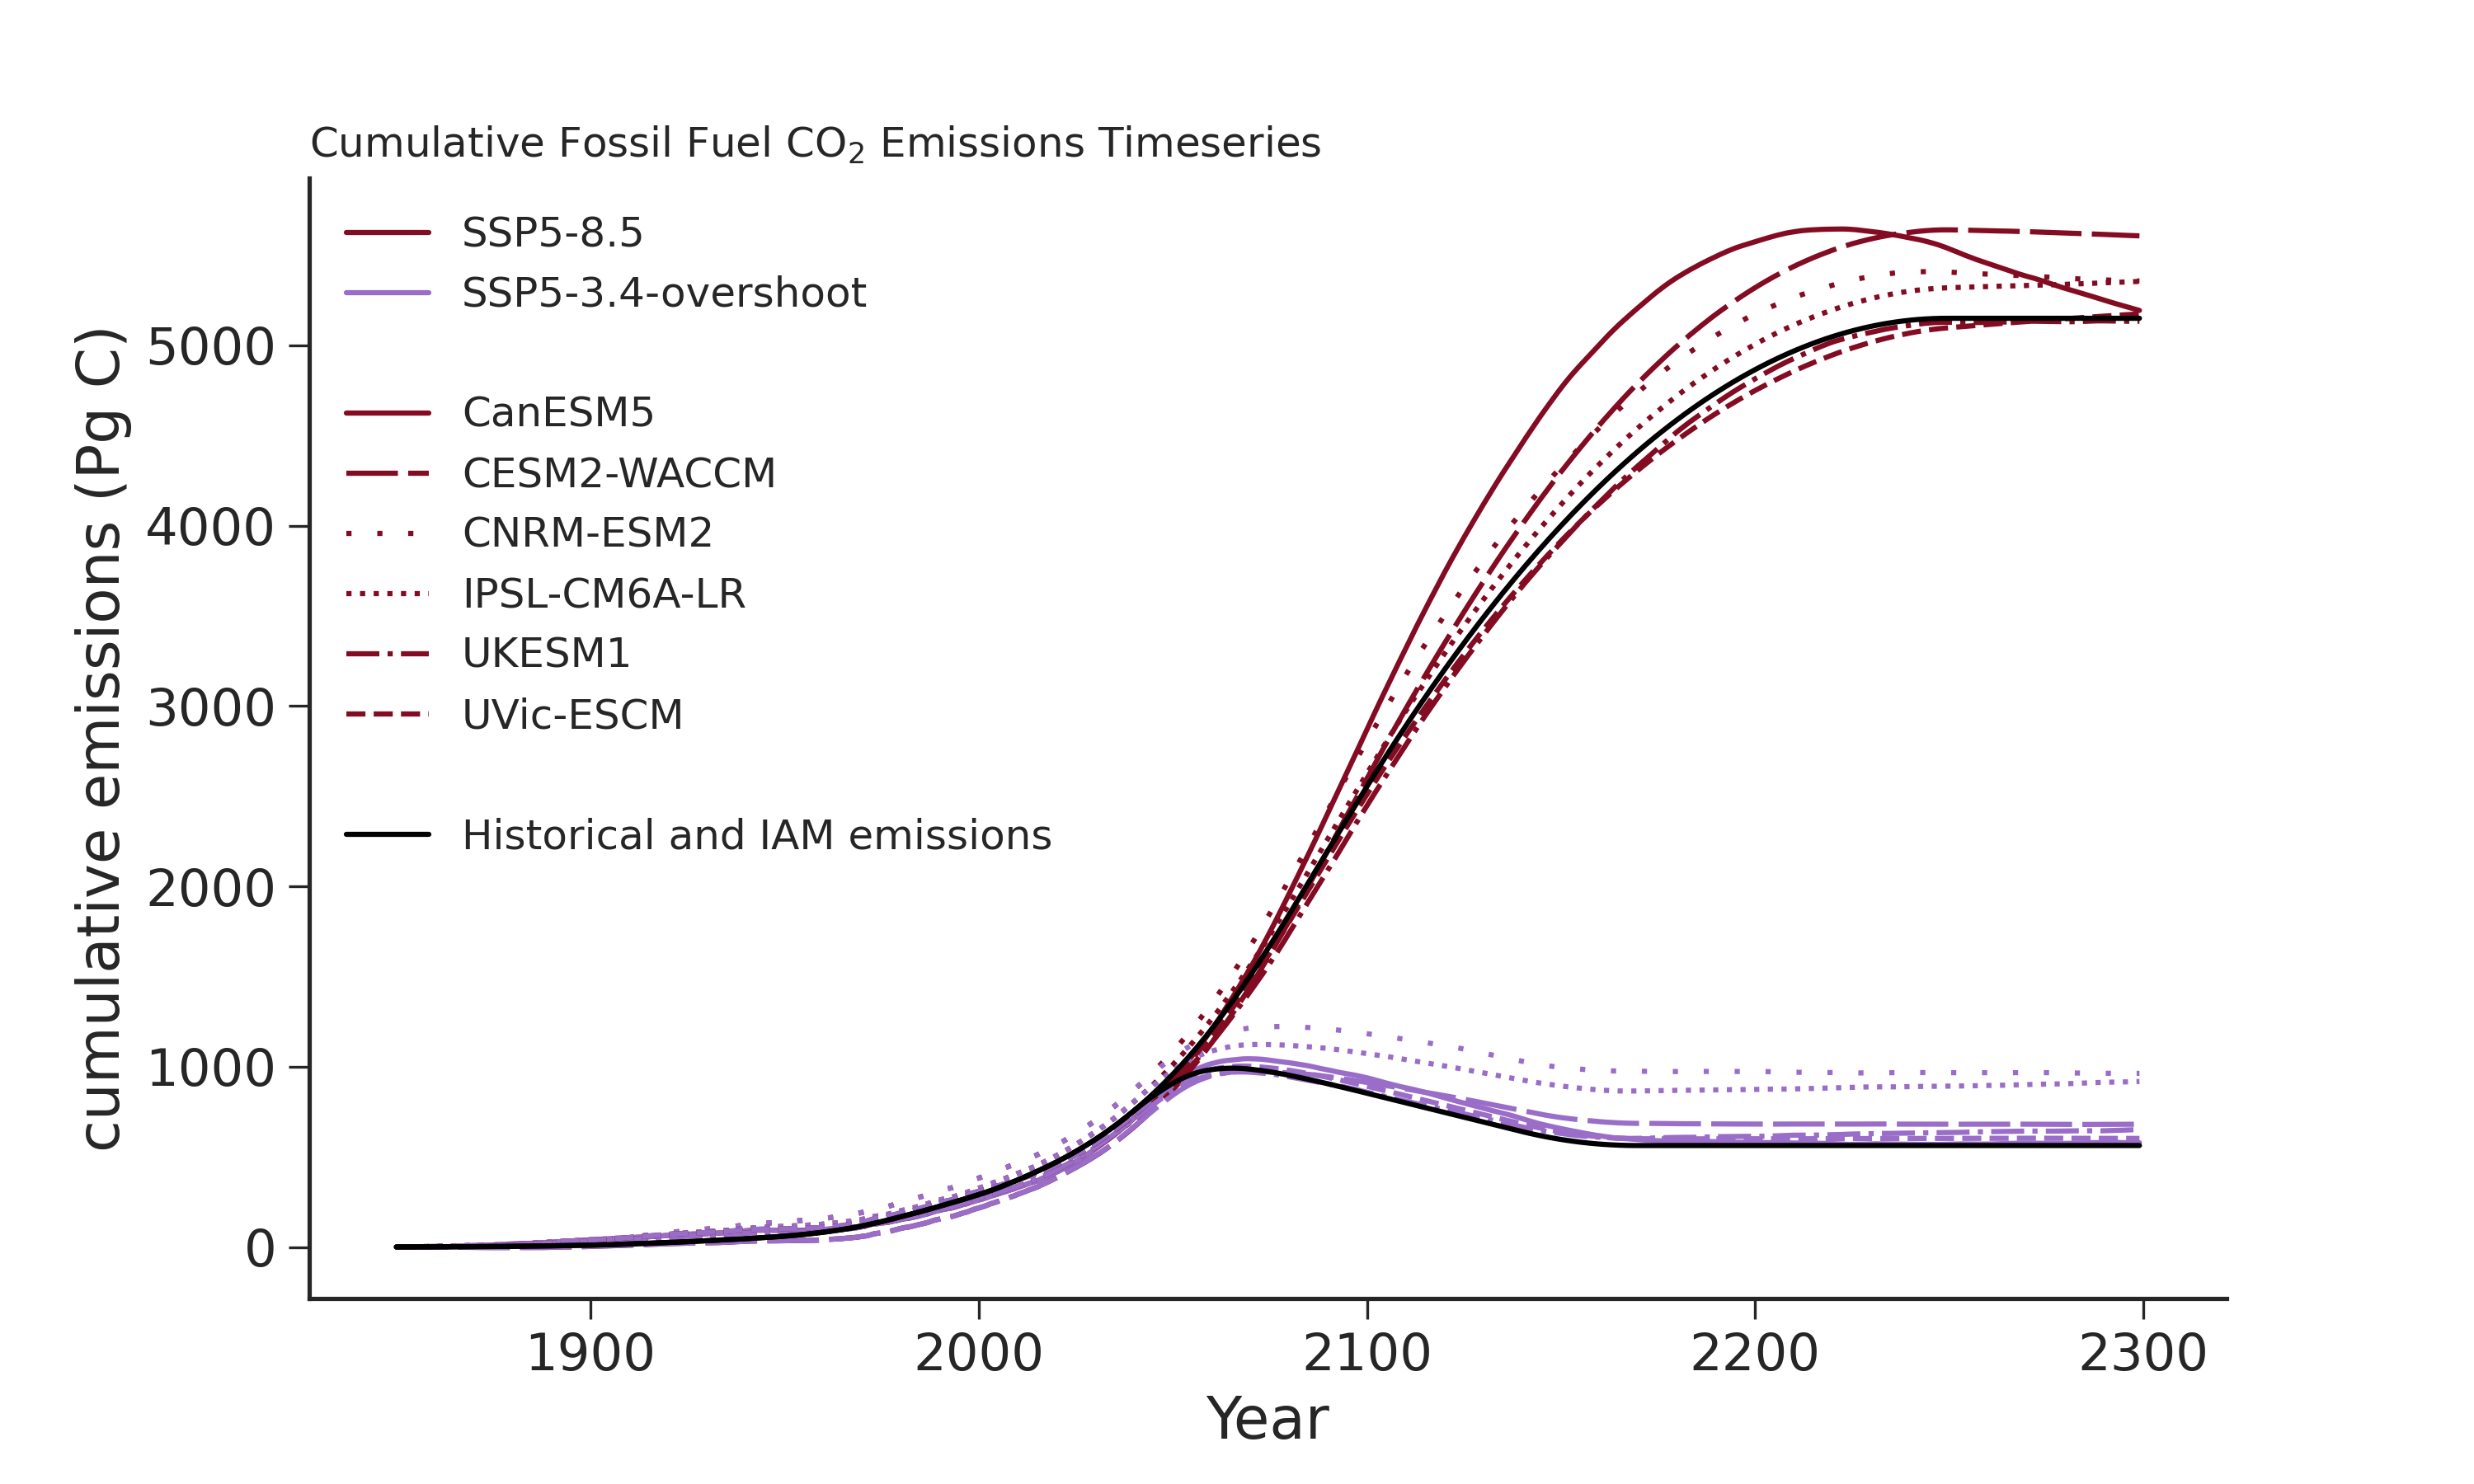 Cumulative Fossil Fuel CO₂ Emissions Timeseries
SSP5-8.5
SSP5-3.4-overshoot
CanESM5
CESM2-WACCM
CNRM-ESM2
IPSL-CM6A-LR
UKESM1
UVic-ESCM
Historical and IAM emissions
cumulative emissions (Pg C)
5000
4000
3000
2000
1000
0
1900 2000 2100 2200 2300
Year